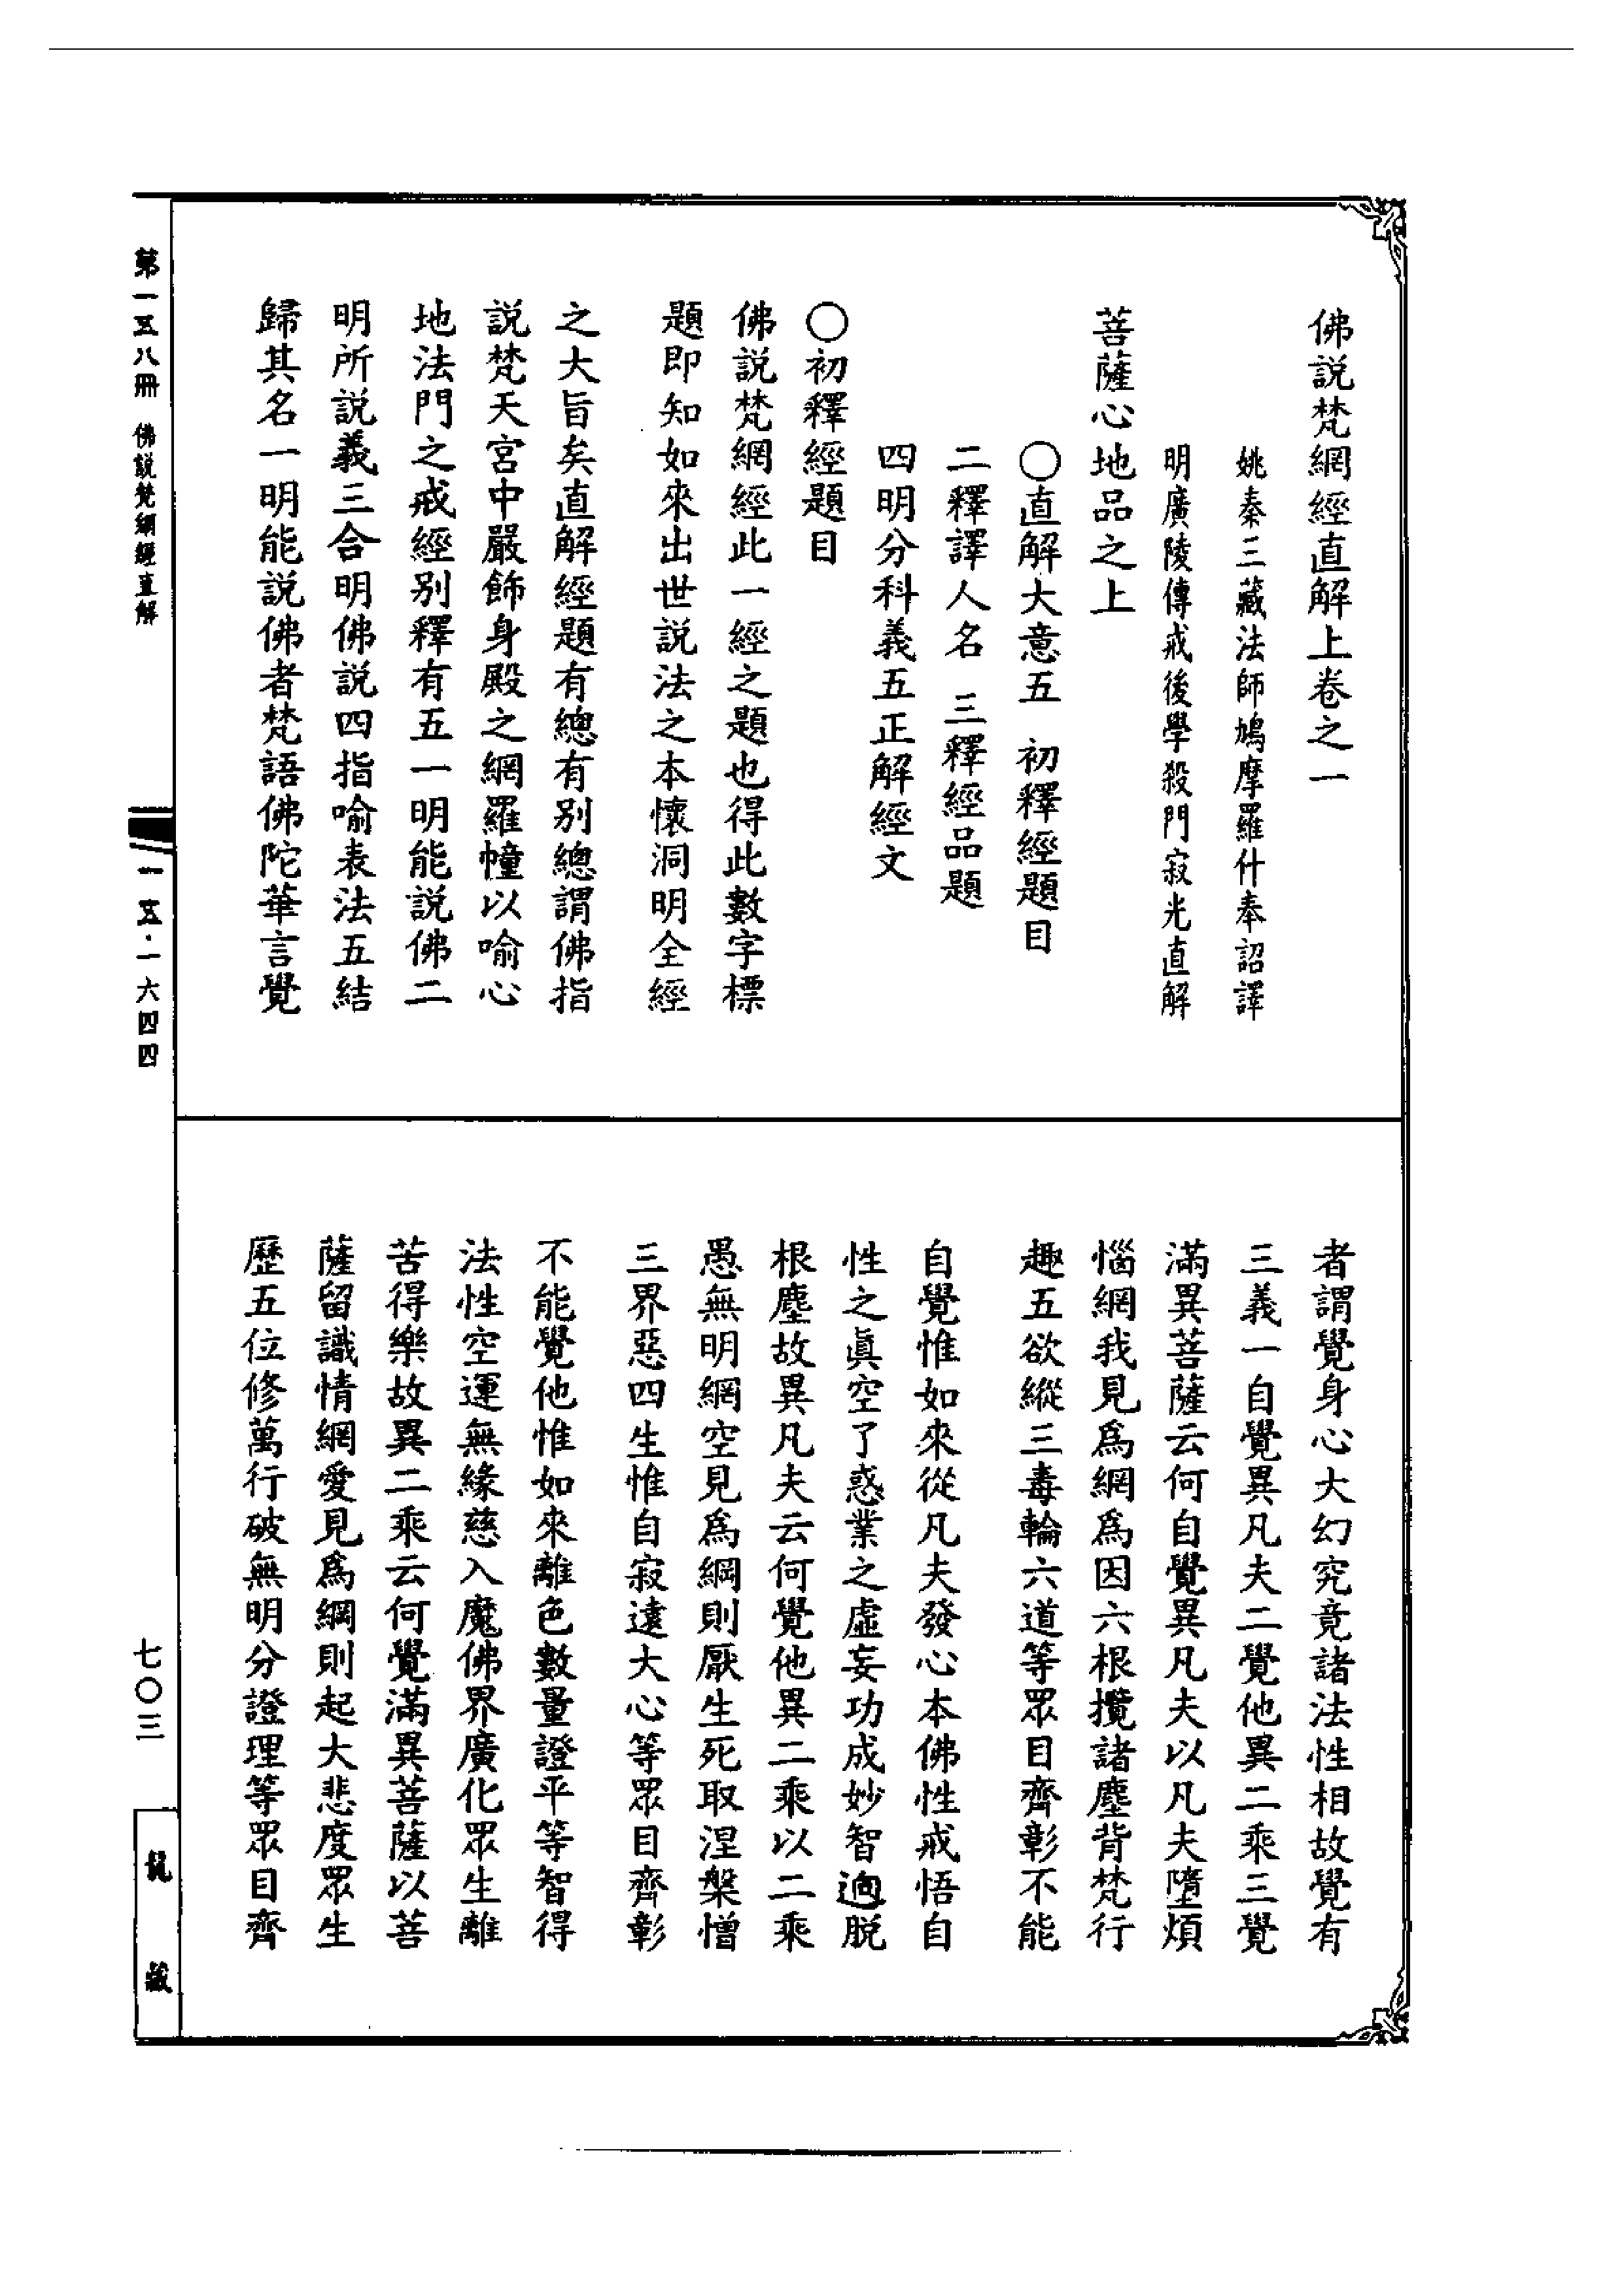 佛説梵網經直解上卷之一
姚秦三藏法師鳩摩羅什奉詔譯
明廣陵傳戒後學殺門寂光直解
菩薩心地品之上
〇直解大意五 初釋經題目
二釋譯人名 三釋經品題
四明分科義五正解經文
〇初釋經題目
佛説梵網經此一經之題也得此數字標
題即知如來出世説法之本懷洞明全經
之大旨矣直解經題有總有别總謂佛指
説梵天宮中嚴飾身殿之網羅幢以喻心
地法門之戒經别釋有五一明能説佛二
明所説義三合明佛説四指喻表法五結
歸其名一明能説佛者梵語佛陀華言覺
者謂覺身心大幻究竟諸法性相故覺有
三義一自覺異凡夫二覺他異二乘三覺
滿異菩薩云何自覺異凡夫以凡夫墮煩
惱網我見爲綱爲因六根攬諸塵背梵行
趣五欲縱三毒輪六道等眾目齊彰不能
自覺惟如來從凡夫發心本佛性戒悟自
性之眞空了惑業之虛妄功成妙智逈脱
根塵故異凡夫云何覺他異二乘以二乘
愚無明網空見爲綱則厭生死取涅槃憎
三界惡四生惟自寂遠大心等眾目齊彰
不能覺他惟如來離色數量證平等智得
法性空運無緣慈入魔佛界廣化眾生離
苦得樂故異二乘云何覺滿異菩薩以菩
薩留識情網愛見爲綱則起大悲度眾生
歷五位修萬行破無明分證理等眾目齊
第一五八冊 佛説梵網經直解
一一五·一六四四
七〇三
龍藏